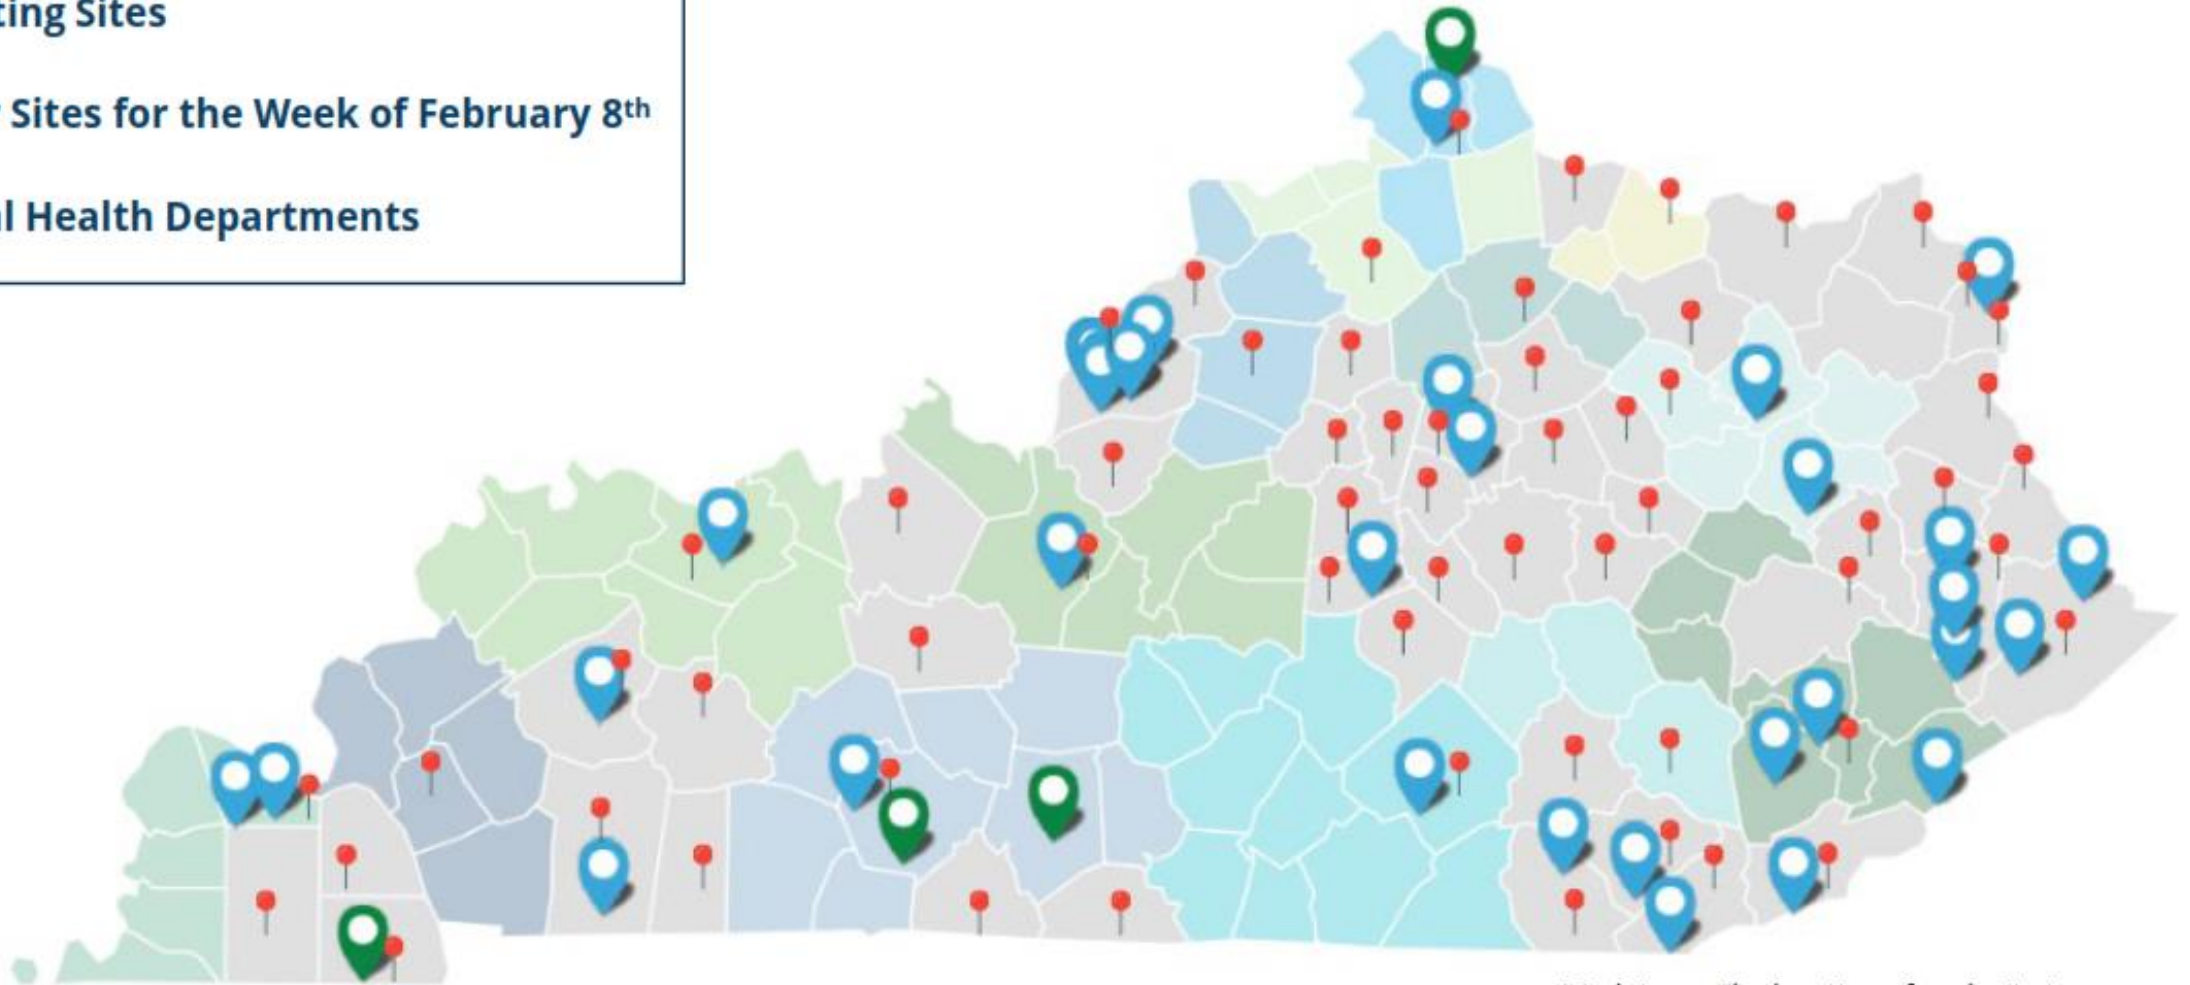 ting Sites
Sites for the Week of February 8th
l Health Departments